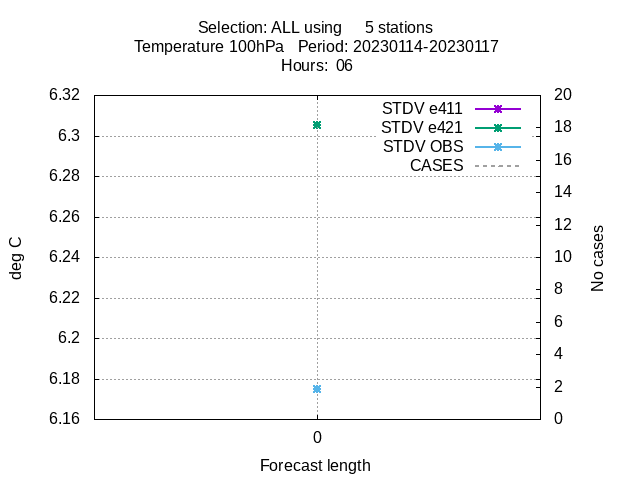 Selection: ALL using 5 stations
Temperature 100hPa Period: 20230114-20230117
Hours: 06
6.32
6.3
6.28
6.26
6.24
6.22
6.2
6.18
6.16
deg C
STDV e411
STDV e421
STDV OBS
CASES
20
18
16
14
12
10
8
6
4
2
0
No cases
0
Forecast length